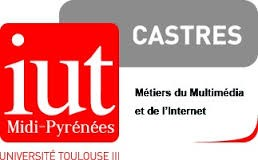 CASTRES
iut
Midi-Pyrénées
Métiers du Multimédia
et de l'Internet
UNIVERSITÉ TOULOUSE III